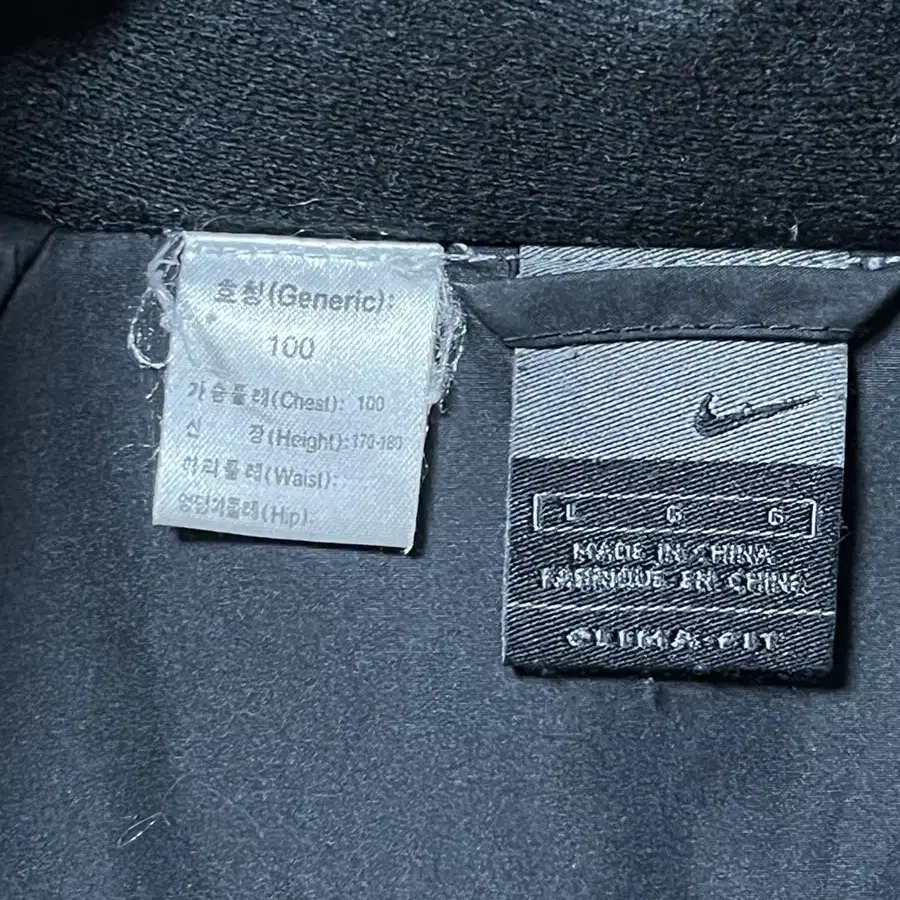 호칭(Generic):
100
가슴둘레(Chest): 100
신 장(Height):170-180
허리둘레(Waist):
엉덩기둘레(Hip):
L G G
MADE IN CHINA
FABRIQUE EN CHINE
CLIMA-FIT